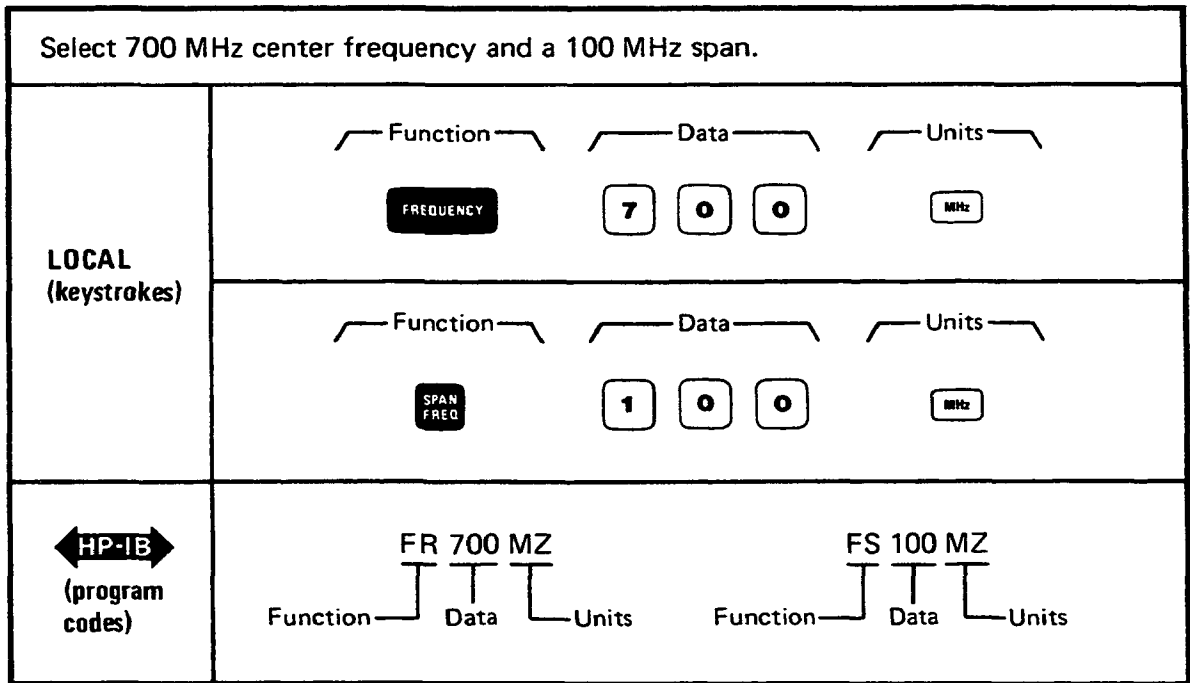 Select 700 MHz center frequency and a 100 MHz span.
LOCAL
(keystrokes)
Function Data Units
FREQUENCY 7 0 0 MHz
Function Data Units
SPAN
FREQ
1 0 0 MHz
HP-IB
(program
codes)
FR 700 MZ FS 100 MZ
Function Data Units Function Data Units